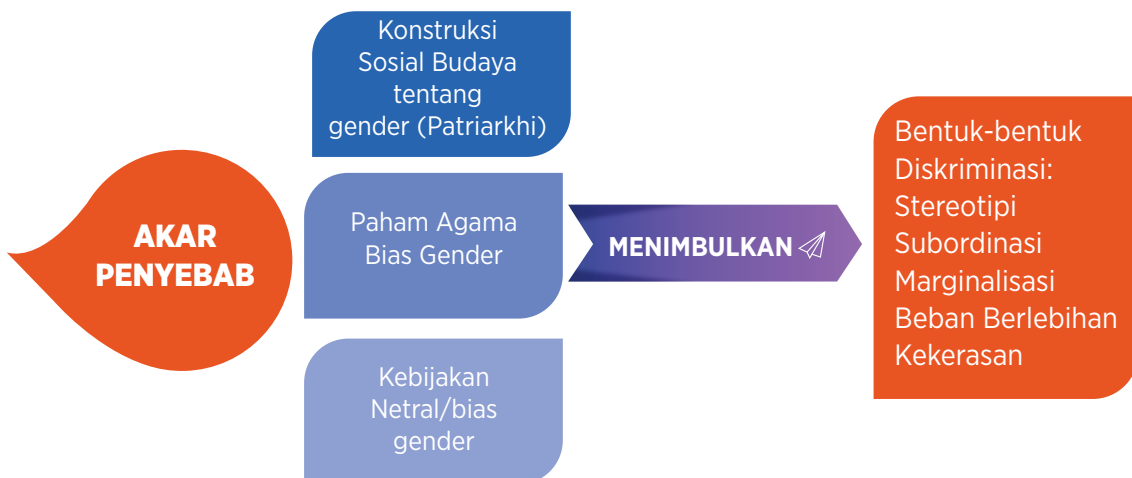 AKAR
PENYEBAB
Konstruksi
Sosial Budaya
tentang
gender (Patriarkhi)
Paham Agama
Bias Gender
Kebijakan
Netral/bias
gender
MENIMBULKAN
Bentuk-bentuk
Diskriminasi:
Stereotipi
Subordinasi
Marginalisasi
Beban Berlebihan
Kekerasan